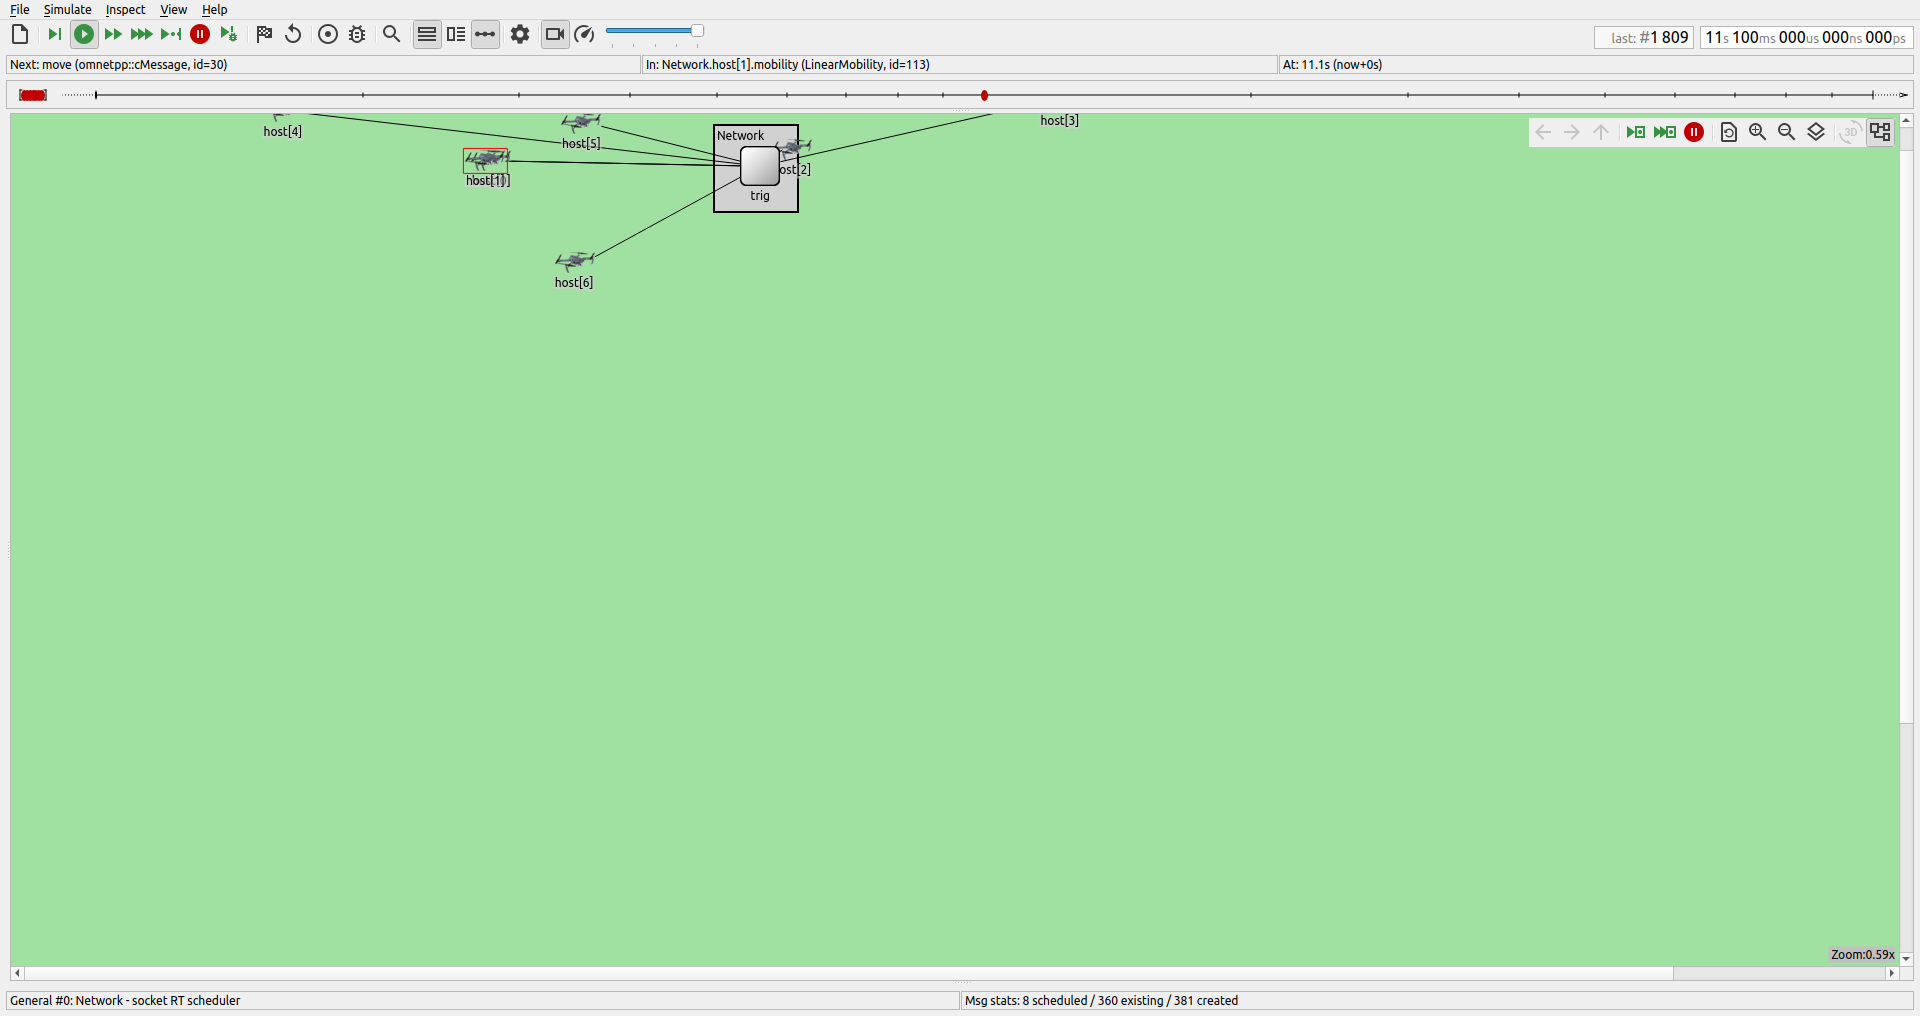 File Simulate Inspect View Help
last: #1 809
11s 100ms 000us 000ns 000ps
Next: move (omnetpp::cMessage, id=30)
In: Network.host[1].mobility (LinearMobility, id=113)
At: 11.1s (now+0s)
host[4]
host[5]
host[3]
Network
host[1]
ost[2]
trig
host[6]
3D
Zoom:0.59x
General #0: Network - socket RT scheduler
Msg stats: 8 scheduled / 360 existing / 381 created